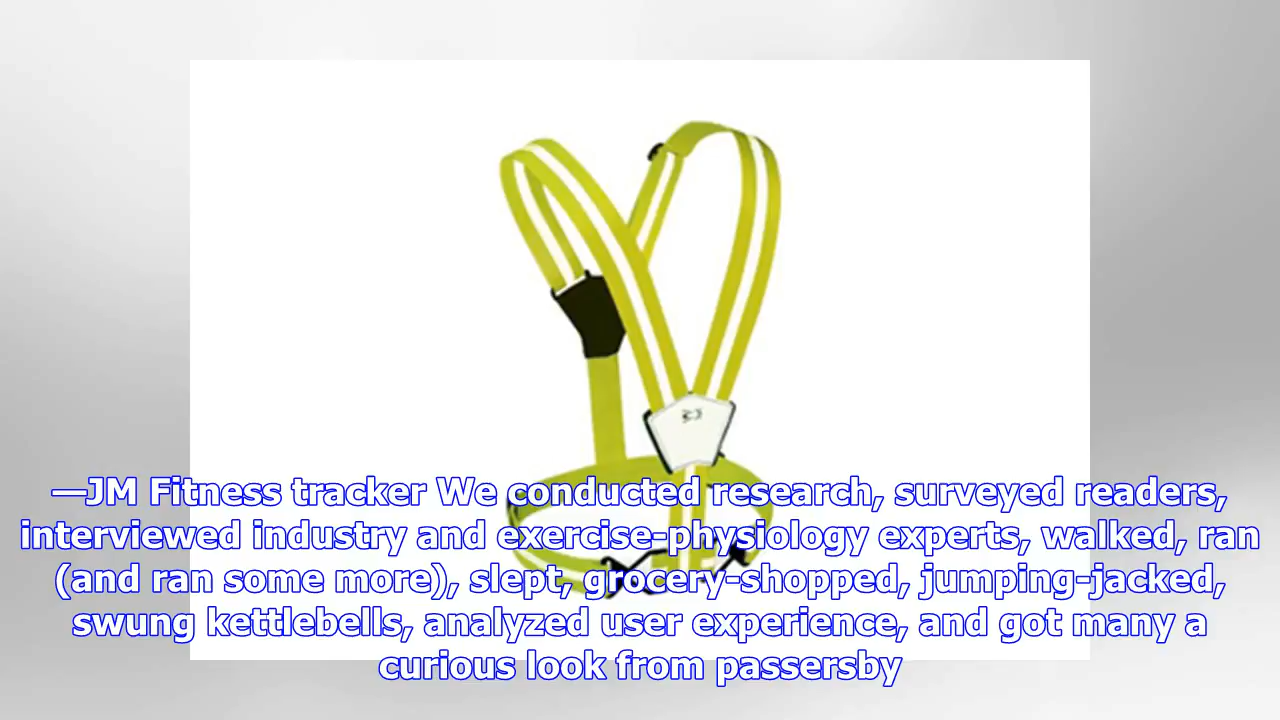 —JM Fitness tracker We conducted research, surveyed readers,
interviewed industry and exercise-physiology experts, walked, ran
(and ran some more), slept, grocery-shopped, jumping-jacked,
swung kettlebells, analyzed user experience, and got many a
curious look from passersby